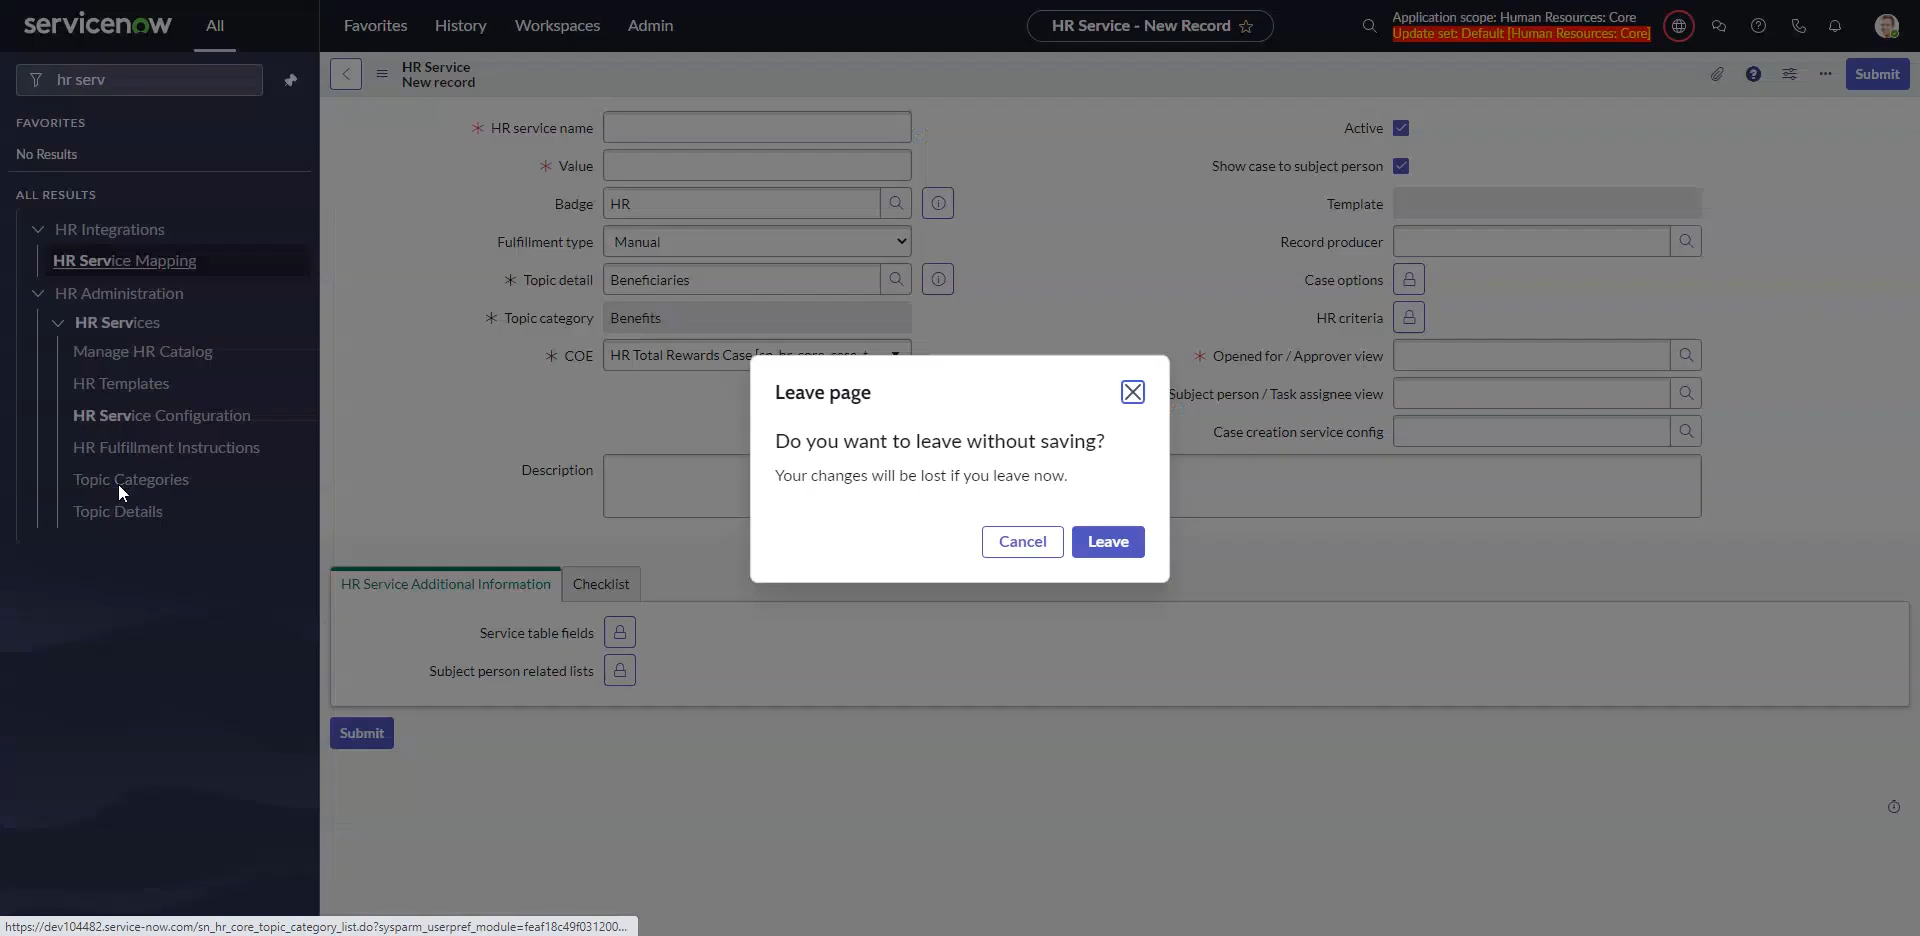 servicenow
All
Favorites
History
Workspaces
Admin
HR Service - New Record
Application scope: Human Resources: Core
Update set: Default [Human Resources: Core]
hr serv
HR Service
New record
Submit
FAVORITES
No Results
ALL RESULTS
HR Integrations
HR Service Mapping
HR Administration
HR Services
Manage HR Catalog
HR Templates
HR Service Configuration
HR Fulfillment Instructions
Topic Categories
Topic Details
HR service name
Value
Badge HR
Fulfillment type Manual
Topic detail Beneficiaries
Topic category Benefits
COE HR Total Rewards Case
Description
Active
Show case to subject person
Template
Record producer
Case options
HR criteria
Opened for / Approver view
Subject person / Task assignee view
Case creation service config
Leave page
Do you want to leave without saving?
Your changes will be lost if you leave now.
Cancel
Leave
HR Service Additional Information
Checklist
Service table fields
Subject person related lists
Submit
https://dev104482.service-now.com/sn_hr_core_topic_category_list.do?sysparm_userpref_module=feaf18c49f031200...